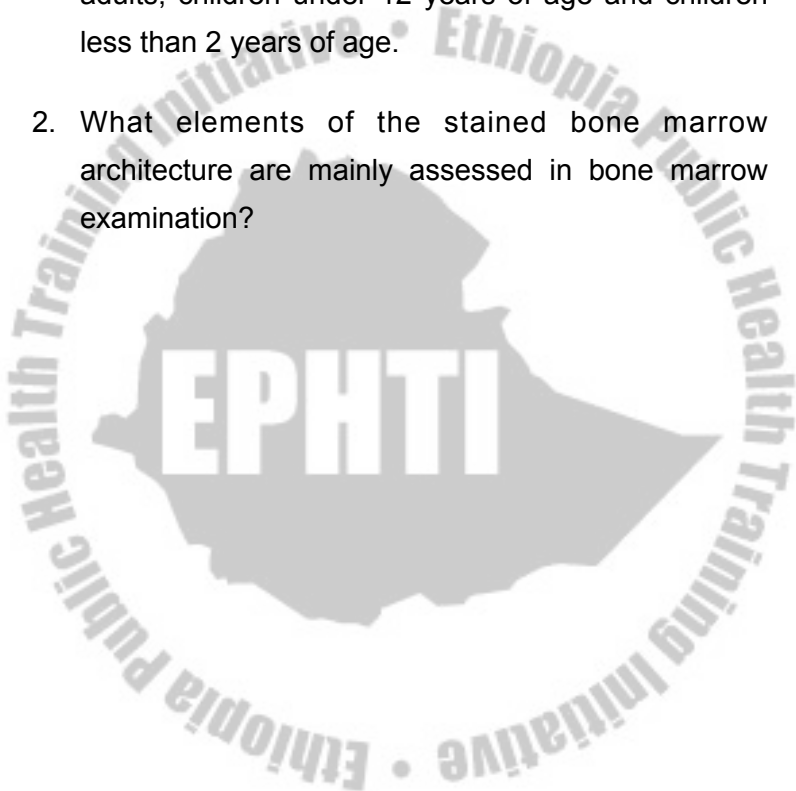 adults, children under 12 years of age and children
less than 2 years of age.
2. What elements of the stained bone marrow
architecture are mainly assessed in bone marrow
examination?
EPHTI
Ethiopia Public Health Training Initiative • Ethiopia Public Health Training Initiative •